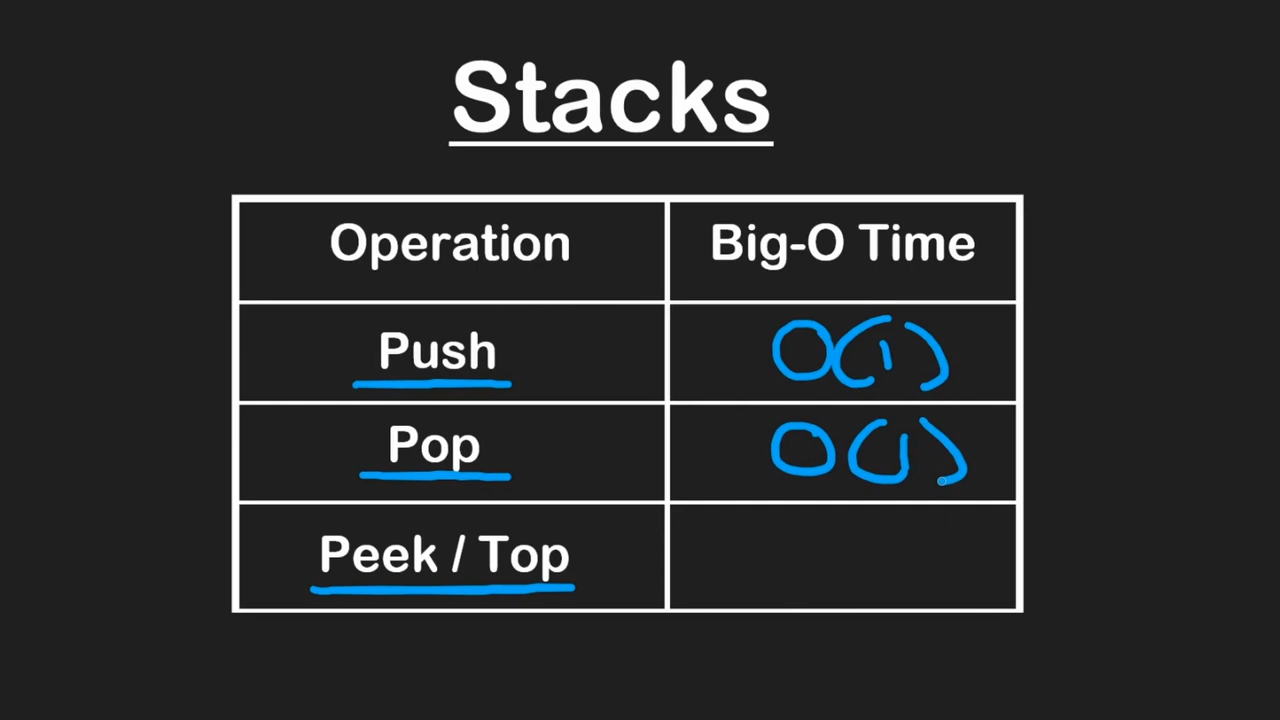 Stacks
Operation Big-O Time
Push O(1)
Pop O(1)
Peek / Top